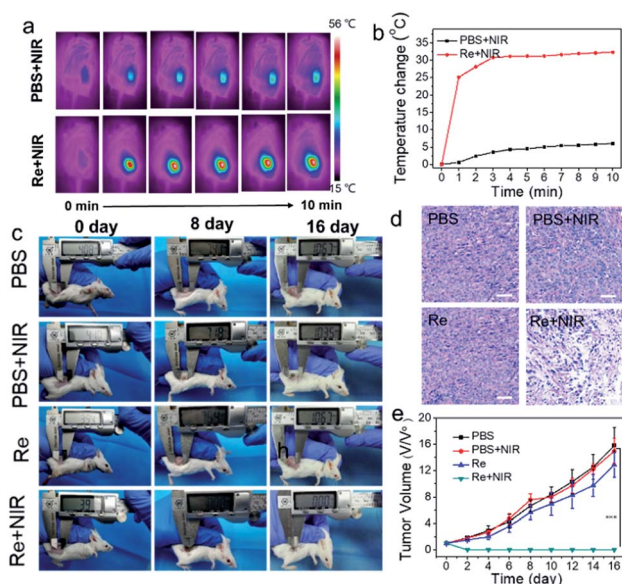 a
56 °C
PBS+NIR
Re+NIR
15 °C
0 min
10 min
b
PBS+NIR
Re+NIR
Temperature change (°C)
35
30
25
20
15
10
5
0
0 1 2 3 4 5 6 7 8 9 10
Time (min)
c
0 day
8 day
16 day
PBS
PBS+NIR
Re
h
Re+NIR
d
PBS
PBS+NIR
Re
Re+NIR
e
PBS
PBS+NIR
Re
Re+NIR
Tumor Volume (V/V₀)
20
16
12
8
4
0
***
0 2 4 6 8 10 12 14 16
Time (day)